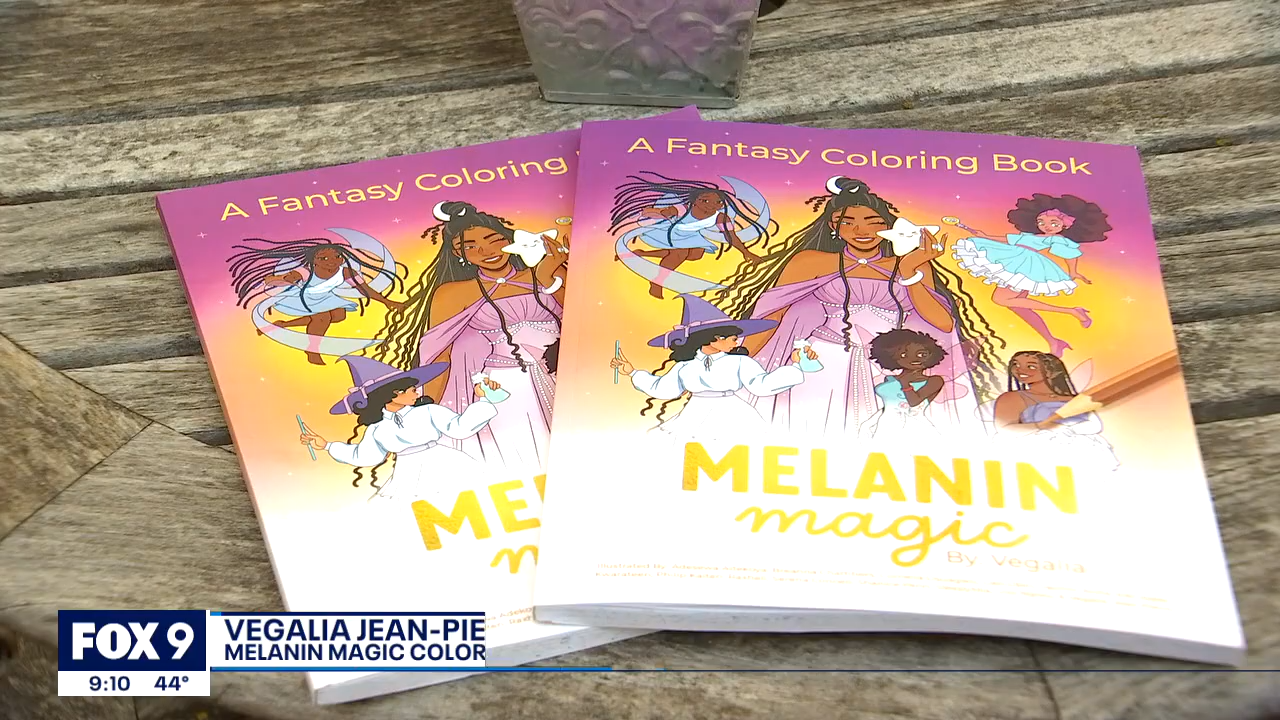 A Fantasy Coloring
A Fantasy Coloring Book
MELANIN
magic
By Vegalia
ME
m
FOX 9
VEGALIA JEAN-PIE
MELANIN MAGIC COLOR
9:10 44°